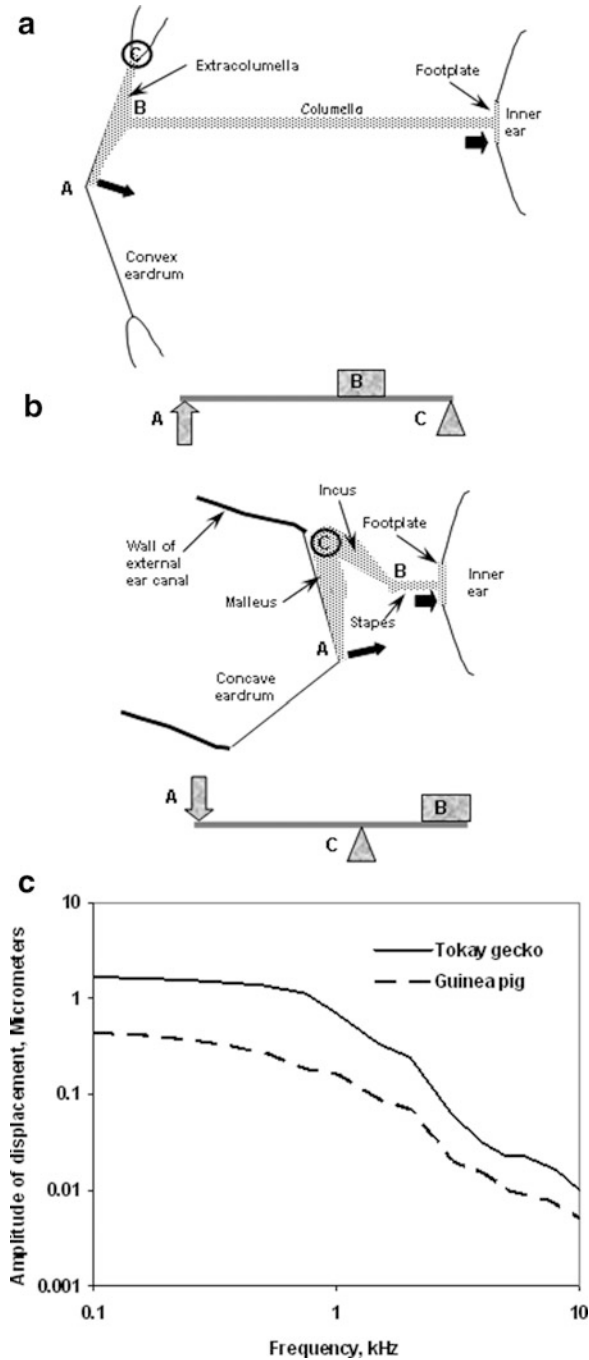 a
C
Extracolumella
B
Columella
Footplate
Inner
ear
A
Convex
eardrum
b
B
A
C
Incus
Footplate
C
Wall of
external
ear canal
B
Inner
ear
Malleus
Stapes
A
Concave
eardrum
A
B
C
c
Amplitude of displacement, Micrometers
10
1
0.1
0.01
0.001
Tokay gecko
Guinea pig
0.1
1
10
Frequency, kHz